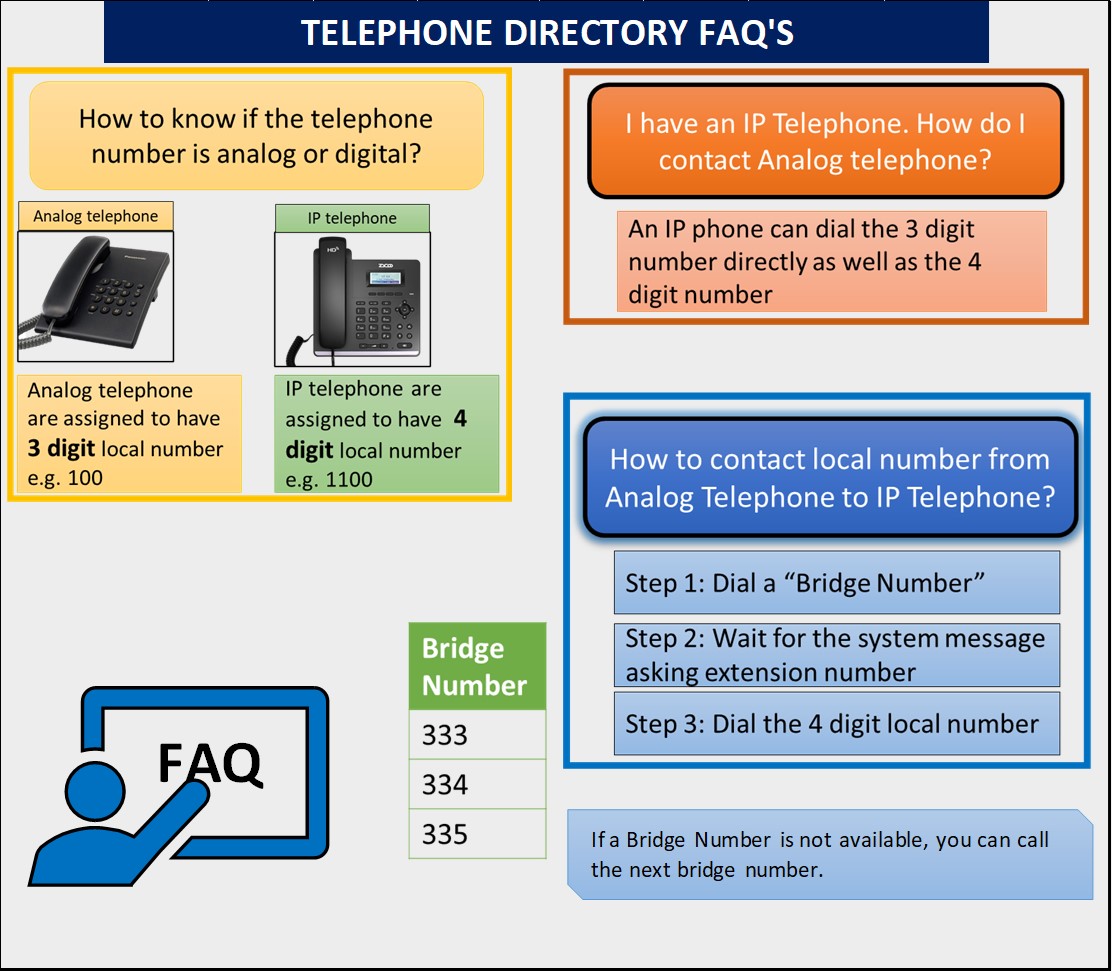 TELEPHONE DIRECTORY FAQ'S
How to know if the telephone
number is analog or digital?
Analog telephone
IP telephone
Analog telephone
are assigned to have
3 digit local number
e.g. 100
IP telephone are
assigned to have 4
digit local number
e.g. 1100
I have an IP Telephone. How do I
contact Analog telephone?
An IP phone can dial the 3 digit
number directly as well as the 4
digit number
How to contact local number from
Analog Telephone to IP Telephone?
Step 1: Dial a “Bridge Number”
Step 2: Wait for the system message
asking extension number
Step 3: Dial the 4 digit local number
Bridge
Number
333
334
335
FAQ
If a Bridge Number is not available, you can call
the next bridge number.